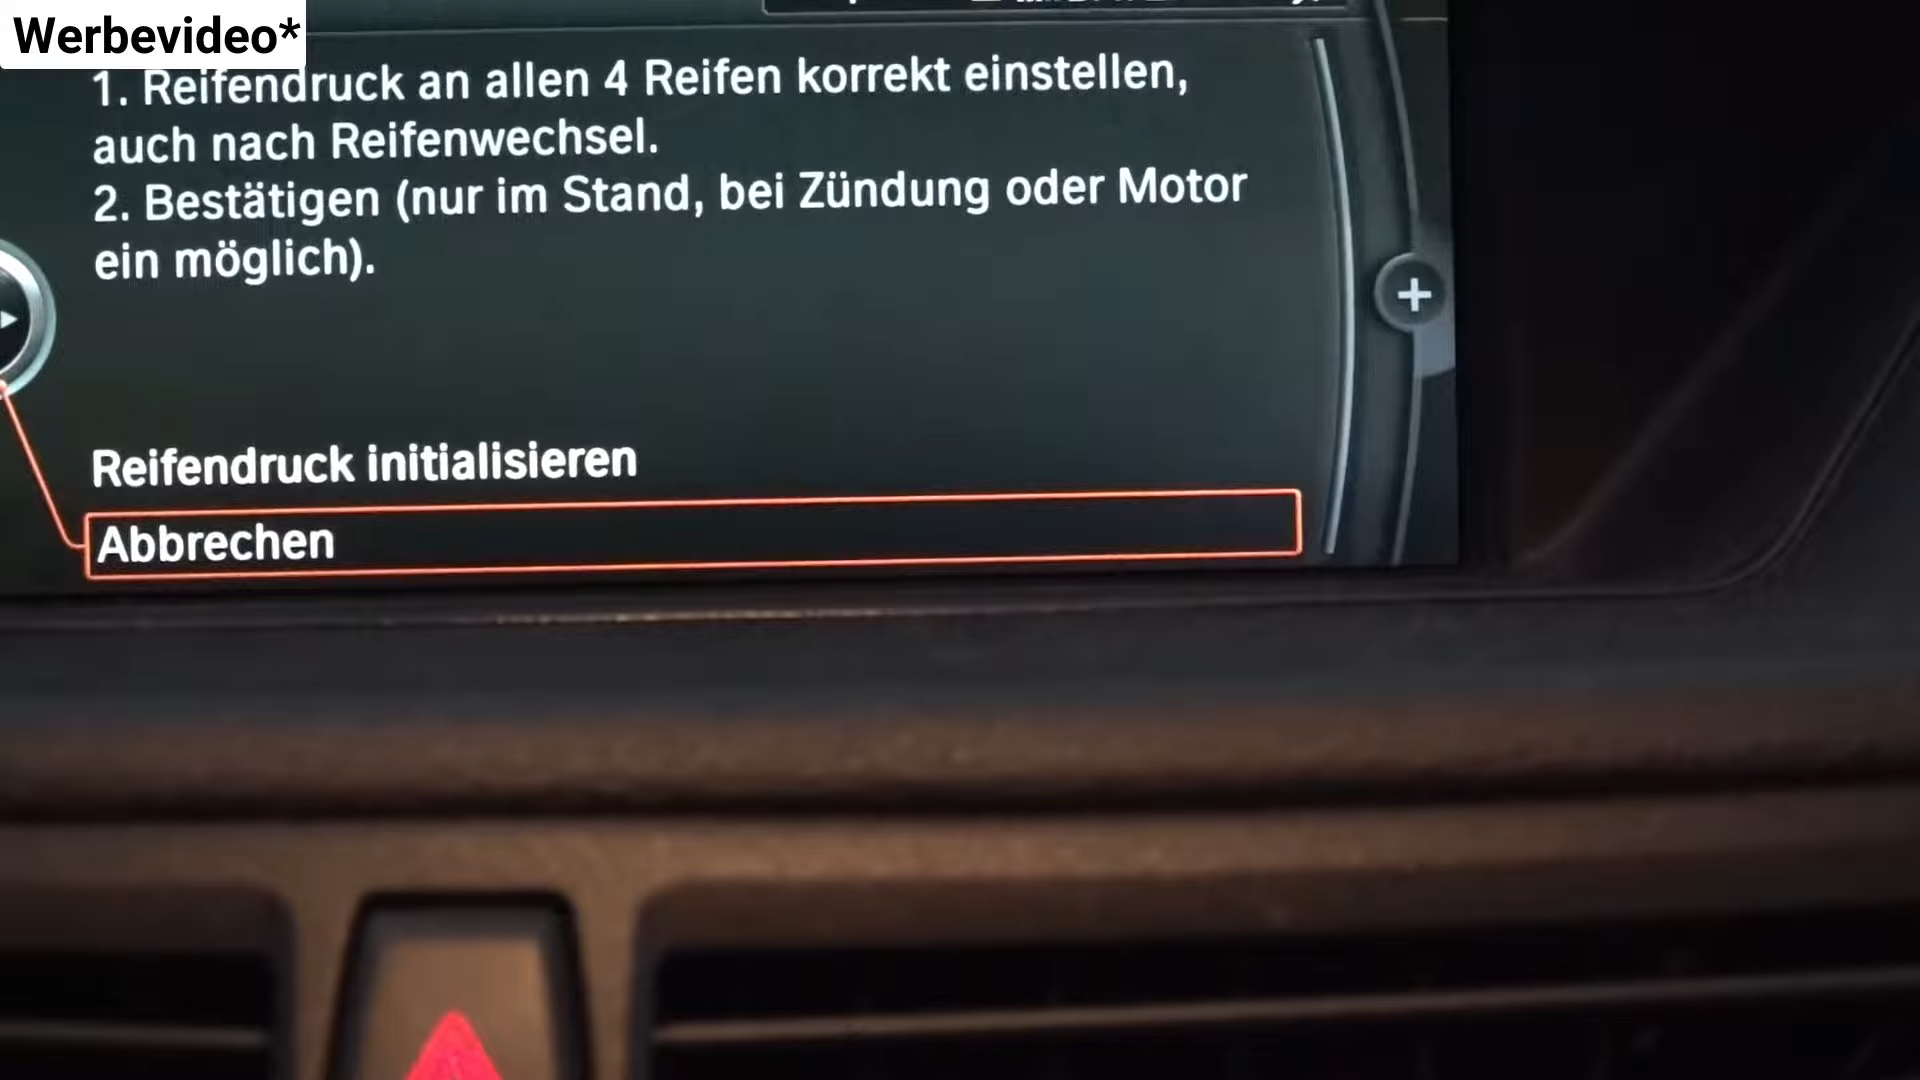 Werbevideo*
1. Reifendruck an allen 4 Reifen korrekt einstellen,
auch nach Reifenwechsel.
2. Bestätigen (nur im Stand, bei Zündung oder Motor
ein möglich).
Reifendruck initialisieren
Abbrechen